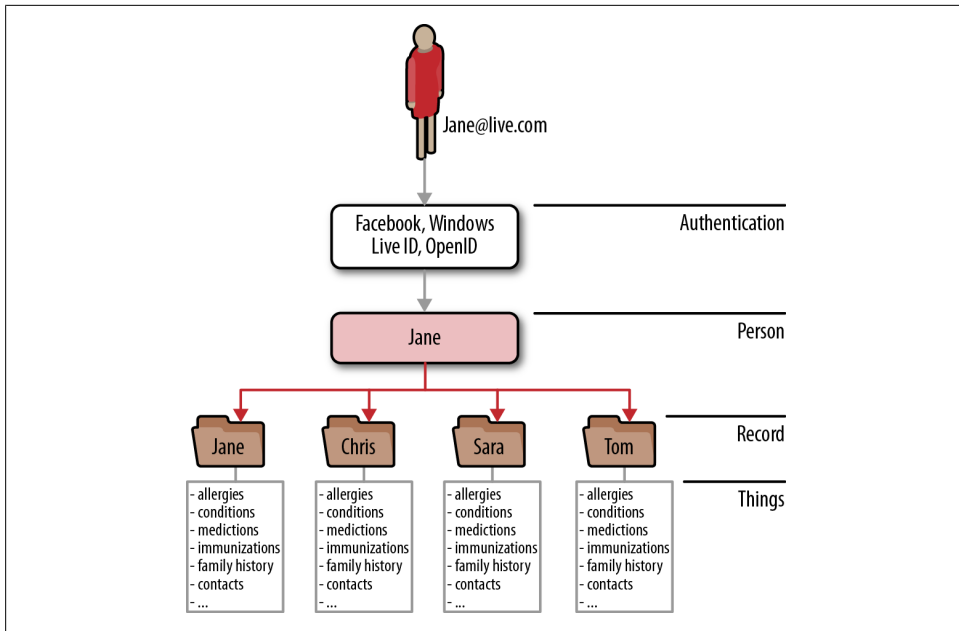 Jane@live.com
Facebook, Windows
Live ID, OpenID
Authentication
Jane
Person
Jane
Chris
Sara
Tom
Record
Things
- allergies
- conditions
- medictions
- immunizations
- family history
- contacts
- ...
- allergies
- conditions
- medictions
- immunizations
- family history
- contacts
- ...
- allergies
- conditions
- medictions
- immunizations
- family history
- contacts
- ...
- allergies
- conditions
- medictions
- immunizations
- family history
- contacts
- ...